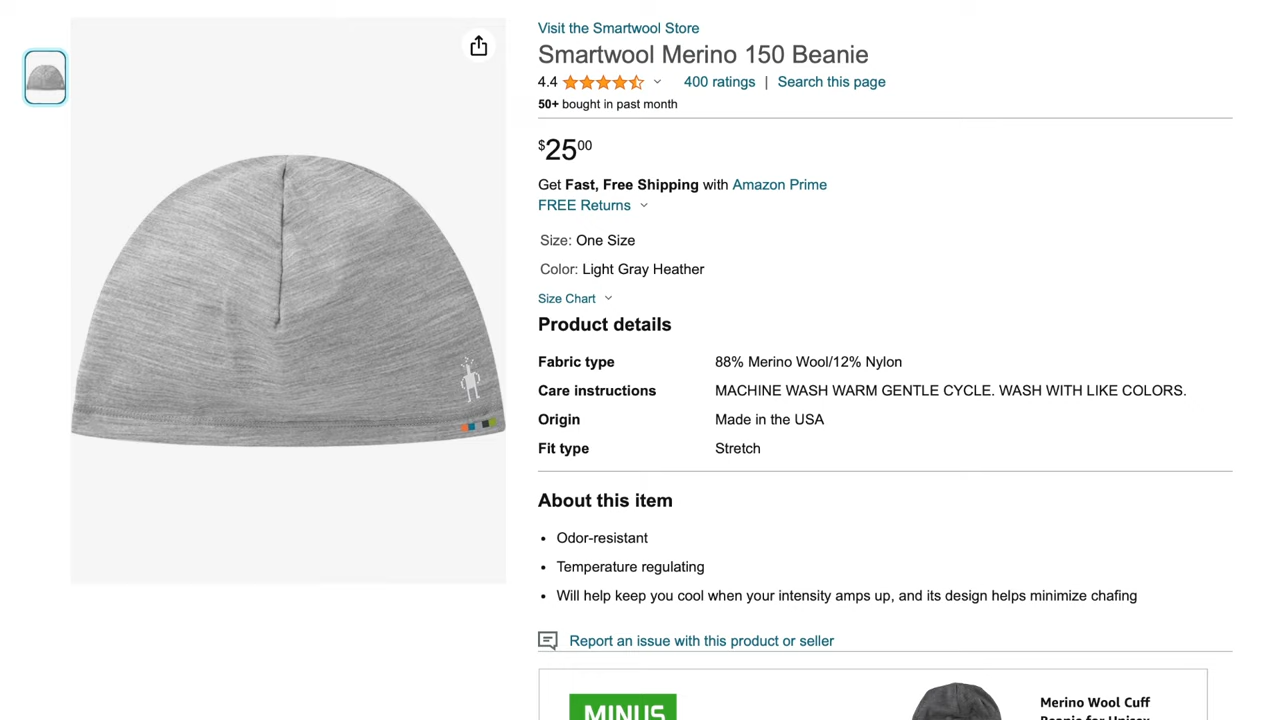 Visit the Smartwool Store
Smartwool Merino 150 Beanie
4.4 400 ratings | Search this page
50+ bought in past month
$2500
Get Fast, Free Shipping with Amazon Prime
FREE Returns
Size: One Size
Color: Light Gray Heather
Size Chart
Product details
Fabric type 88% Merino Wool/12% Nylon
Care instructions MACHINE WASH WARM GENTLE CYCLE. WASH WITH LIKE COLORS.
Origin Made in the USA
Fit type Stretch
About this item
• Odor-resistant
• Temperature regulating
• Will help keep you cool when your intensity amps up, and its design helps minimize chafing
Report an issue with this product or seller
MINUS
Merino Wool Cuff
Beanie for Unisex